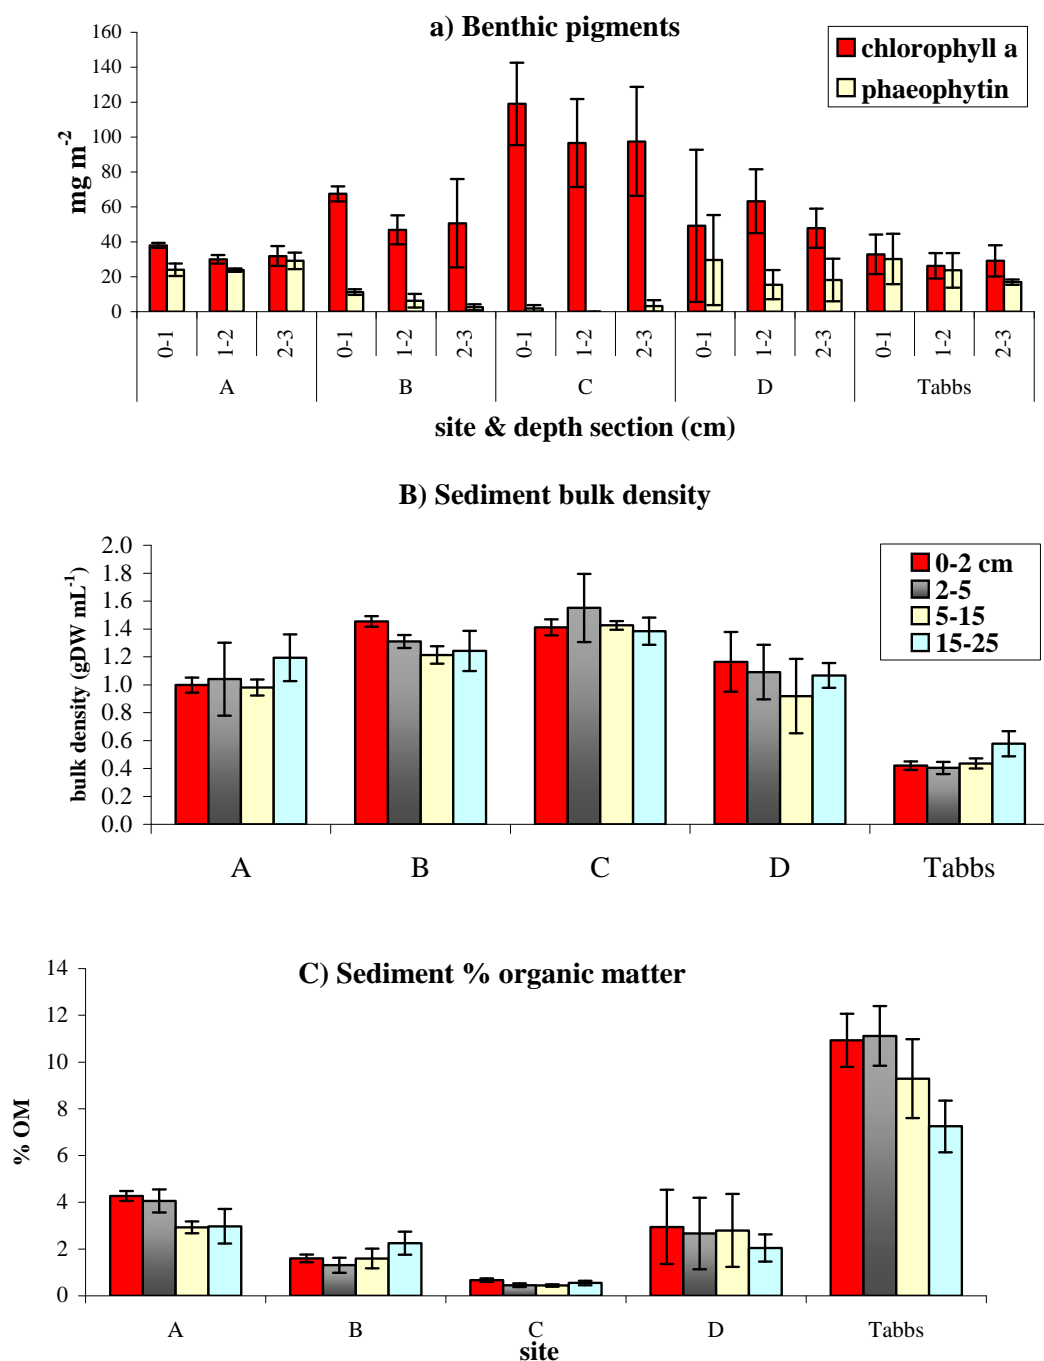 a) Benthic pigments
160
140
120
100
80
60
40
20
0
mg m-2
chlorophyll a
phaeophytin
0-1 1-2 2-3 0-1 1-2 2-3 0-1 1-2 2-3 0-1 1-2 2-3 0-1 1-2 2-3
A B C D Tabbs
site & depth section (cm)
B) Sediment bulk density
2.0
1.8
1.6
1.4
1.2
1.0
0.8
0.6
0.4
0.2
0.0
bulk density (gDW mL-1)
0-2 cm
2-5
5-15
15-25
A B C D Tabbs
C) Sediment % organic matter
14
12
10
8
6
4
2
0
% OM
A B C D Tabbs
site